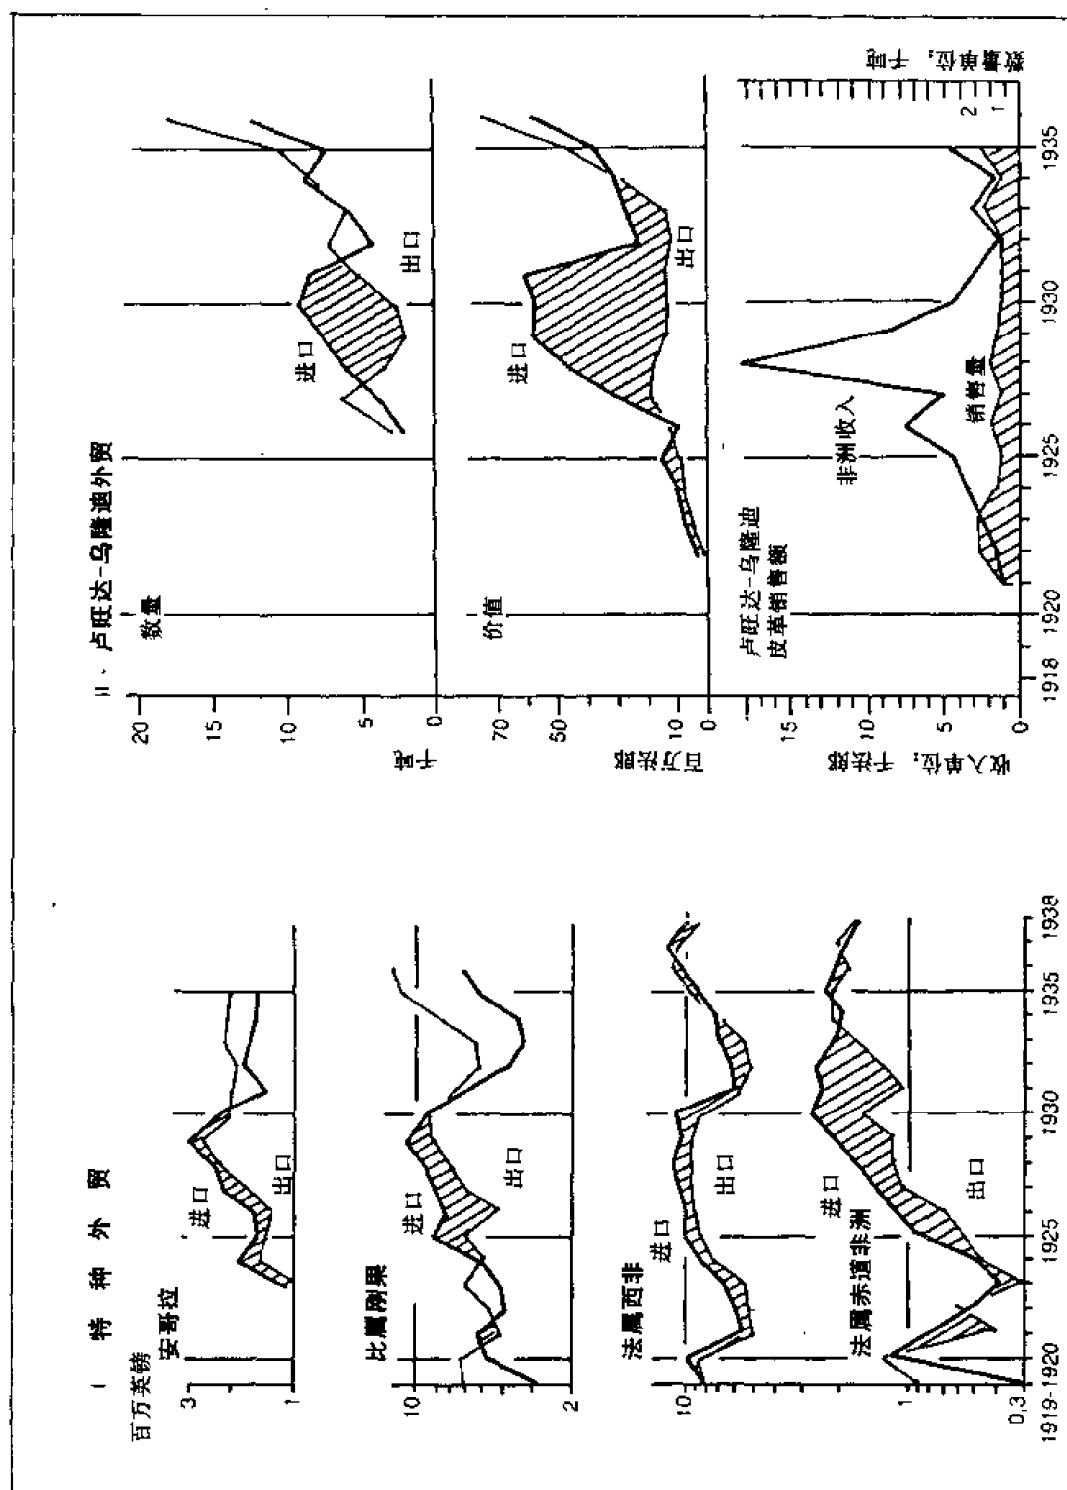 I 特 种 外 贸
百万英镑
安哥拉
3
1
进口
出口
比属刚果
10
2
进口
出口
法属西非
10
进口
出口
法属赤道非洲
1
0,3
进口
出口
1919-1920 1925 1930 1935 1938
II · 卢旺达-乌隆迪外贸
数量
20
15
10
5
0
千吨
进口
出口
价值
70
50
10
0
百万法郎
进口
出口
卢旺达-乌隆迪
皮革销售额
15
10
5
0
收入单位，千法郎
非洲收入
销售量
2
1
数量单位，千吨
1918 1920 1925 1930 1935